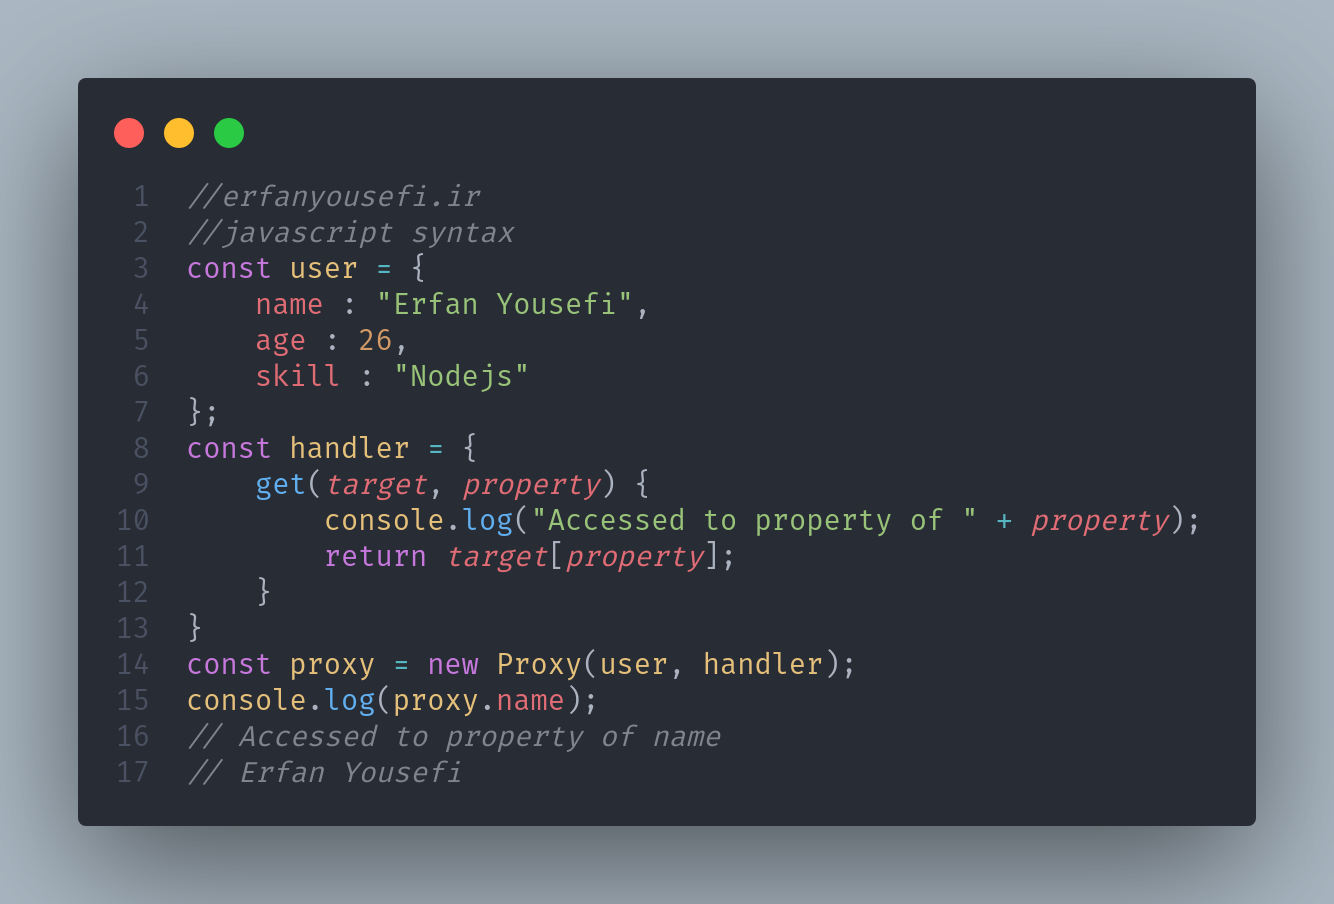 1 //erfanyousefi.ir
2 //javascript syntax
3 const user = {
4     name : "Erfan Yousefi",
5     age : 26,
6     skill : "Nodejs"
7 };
8 const handler = {
9     get(target, property) {
10         console.log("Accessed to property of " + property);
11         return target[property];
12     }
13 }
14 const proxy = new Proxy(user, handler);
15 console.log(proxy.name);
16 // Accessed to property of name
17 // Erfan Yousefi